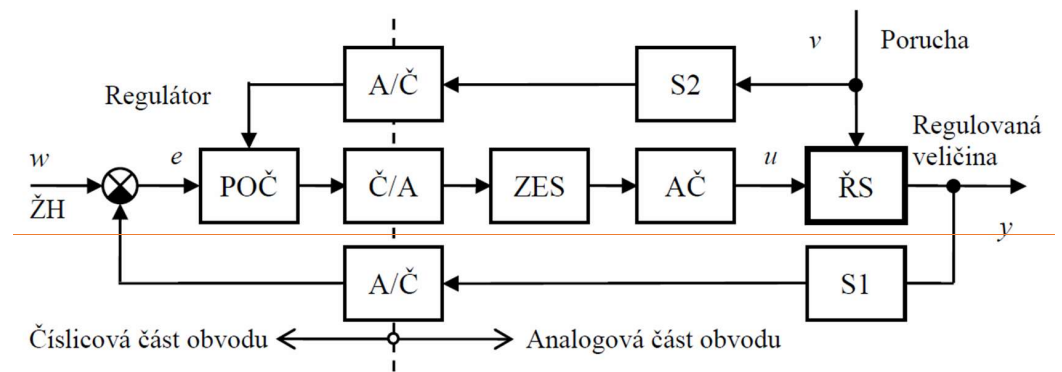 v
Porucha
A/Č
S2
Regulátor
Regulovaná
veličina
w
e
u
POČ
Č/A
ZES
AČ
ŘS
ŽH
y
A/Č
S1
Číslicová část obvodu
Analogová část obvodu